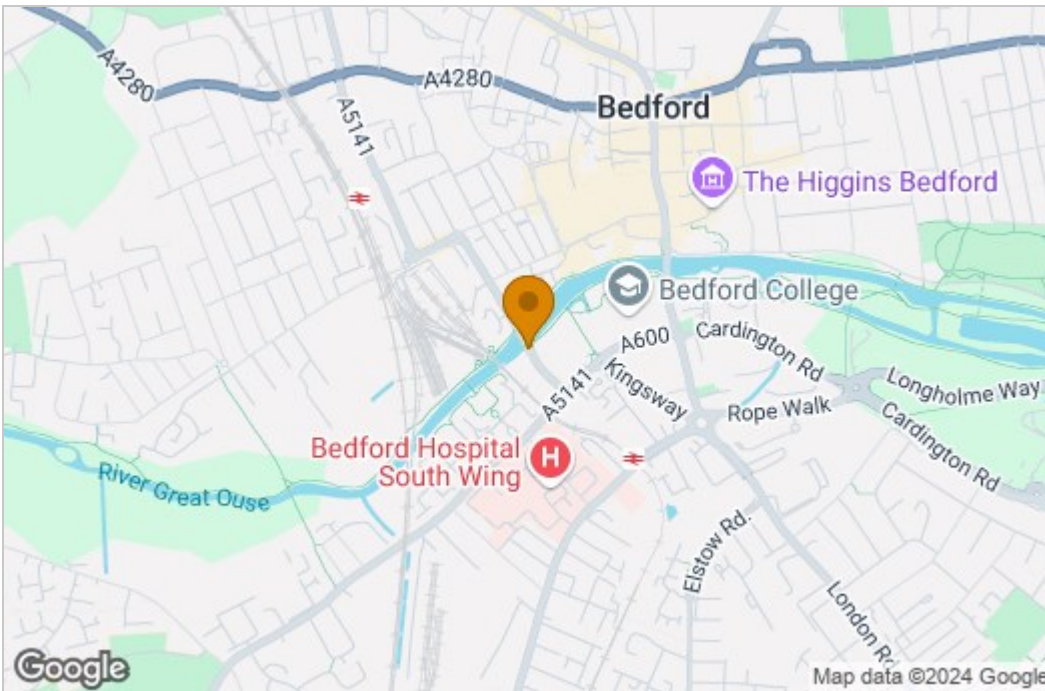 A4280
A4280
A5141
Bedford
The Higgins Bedford
Bedford College
A600
Cardington Rd
Kingsway
A5141
Longholme Way
Rope Walk
Cardington Rd
Bedford Hospital
South Wing
H
River Great Ouse
Elstow Rd.
London Rd
Google
Map data ©2024 Google